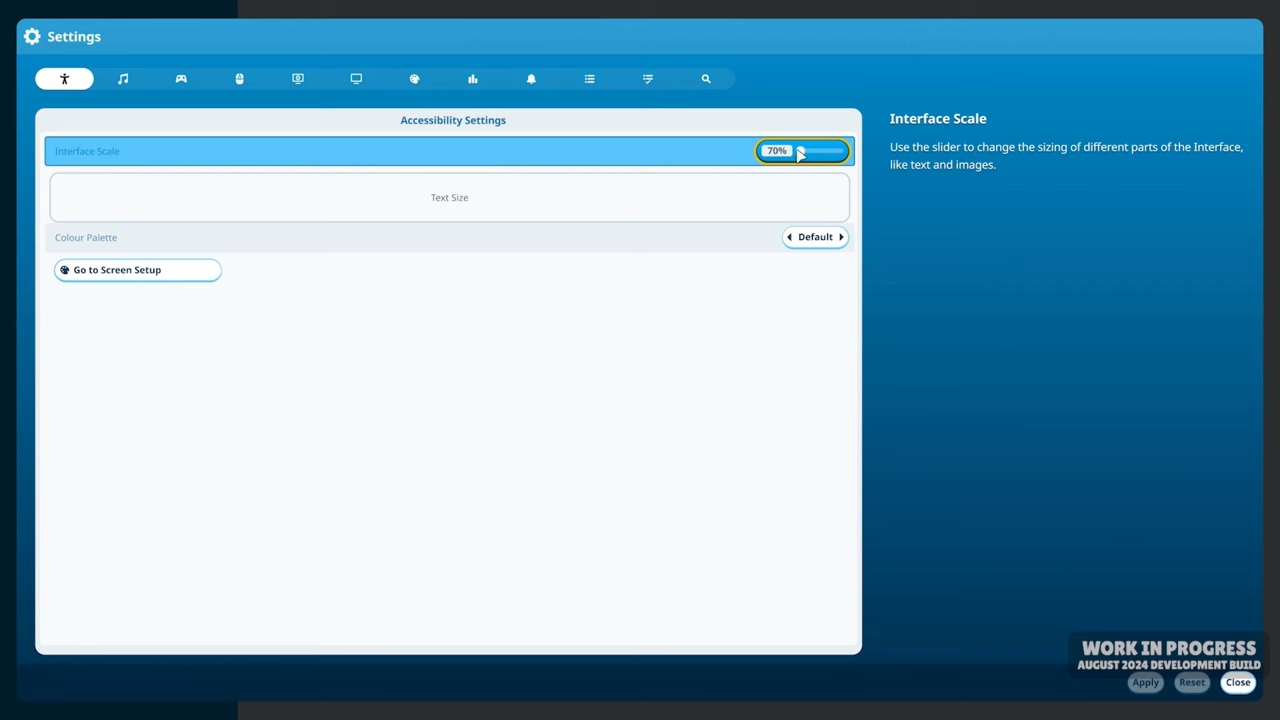 Settings
Accessibility Settings
Interface Scale
70%
Text Size
Colour Palette
Default
Go to Screen Setup
Interface Scale
Use the slider to change the sizing of different parts of the Interface,
like text and images.
WORK IN PROGRESS
AUGUST 2024 DEVELOPMENT BUILD
Apply
Reset
Close